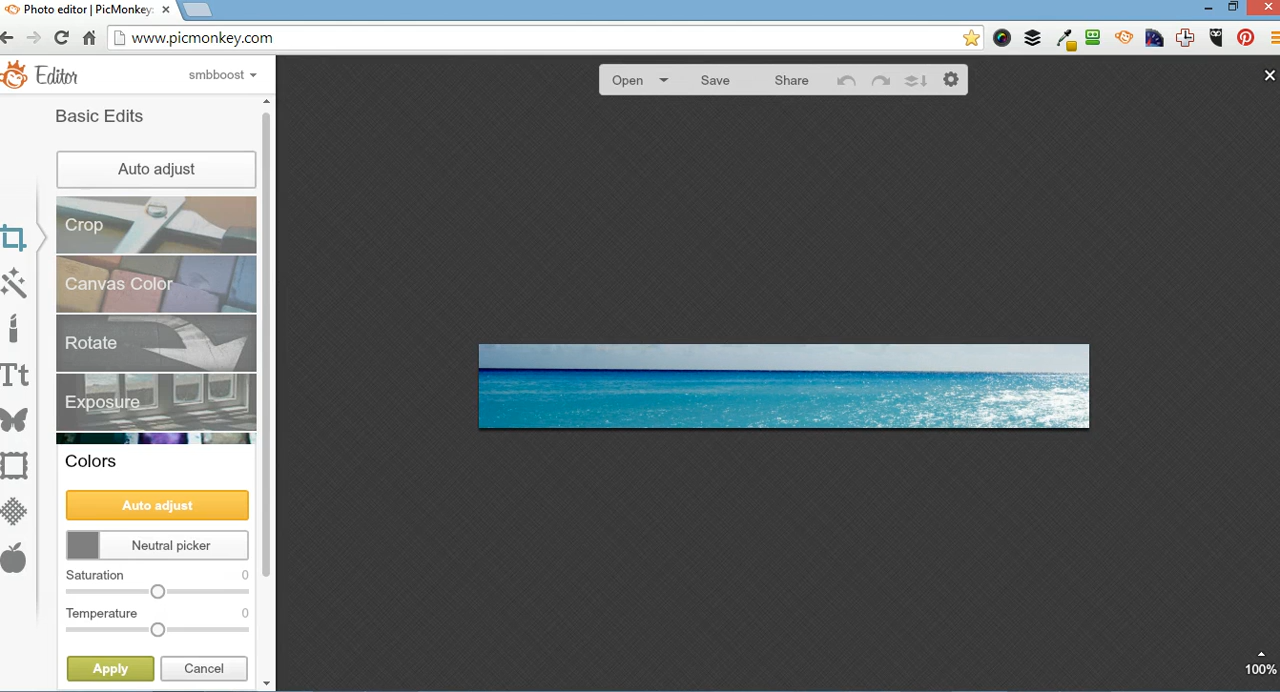 Photo editor | PicMonkey:
www.picmonkey.com
Editor
smbboost
Open
Save
Share
Basic Edits
Auto adjust
Crop
Canvas Color
Rotate
Tt
Exposure
Colors
Auto adjust
Neutral picker
Saturation 0
Temperature 0
Apply Cancel
100%